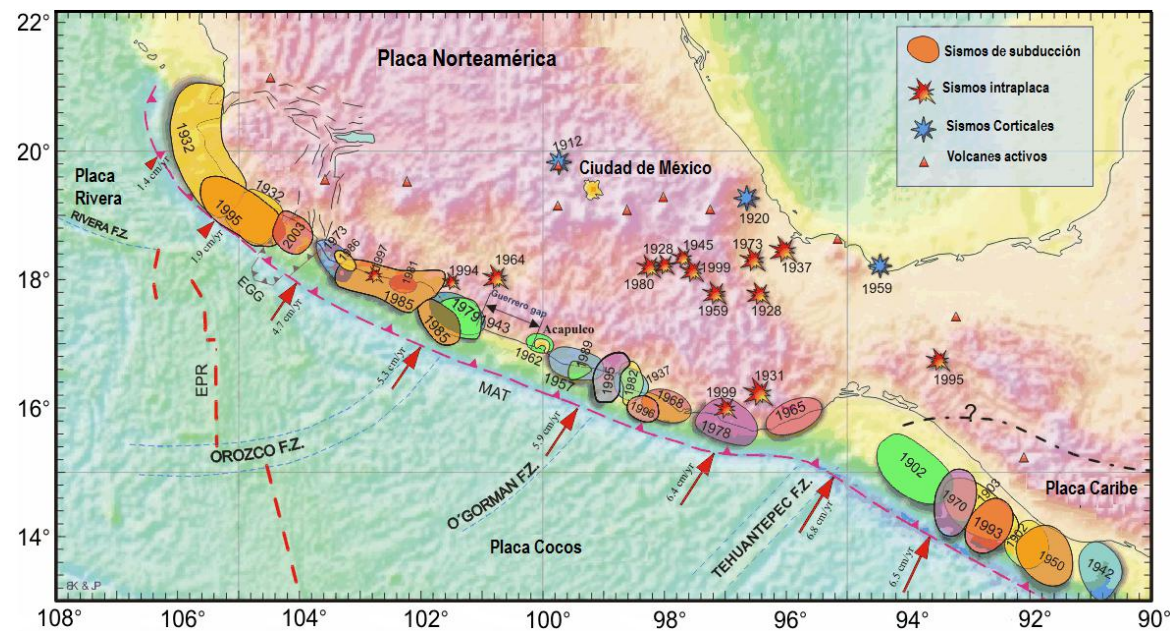 22°
20°
18°
16°
14°
108°
106°
104°
102°
100°
98°
96°
94°
92°
90°
Placa Norteamérica
Sismos de subducción
Sismos intraplaca
Sismos Corticales
Volcanes activos
Placa
Rivera
RIVERA F.Z.
Ciudad de México
1912
1920
1932
1932
1995
2003
1973
1997
1981
1985
1985
1994
1964
1979
1943
Guerrero gap
Acapulco
1962
1957
1989
1995
1982
1937
1996
1968
1978
1999
1931
1965
1928
1945
1980
1999
1959
1973
1937
1928
1959
1995
1902
1970
1903
1993
1902
1950
1942
1.4 cm/yr
1.9 cm/yr
4.7 cm/yr
5.3 cm/yr
5.9 cm/yr
6.4 cm/yr
6.8 cm/yr
6.5 cm/yr
EGG
EPR
MAT
OROZCO F.Z.
O'GORMAN F.Z.
TEHUANTEPEC F.Z.
Placa Cocos
Placa Caribe
?